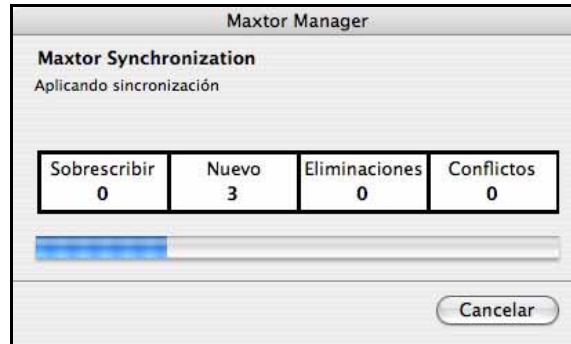 Maxtor Manager
Maxtor Synchronization
Aplicando sincronización
Sobrescribir Nuevo Eliminaciones Conflictos
0 3 0 0
Cancelar